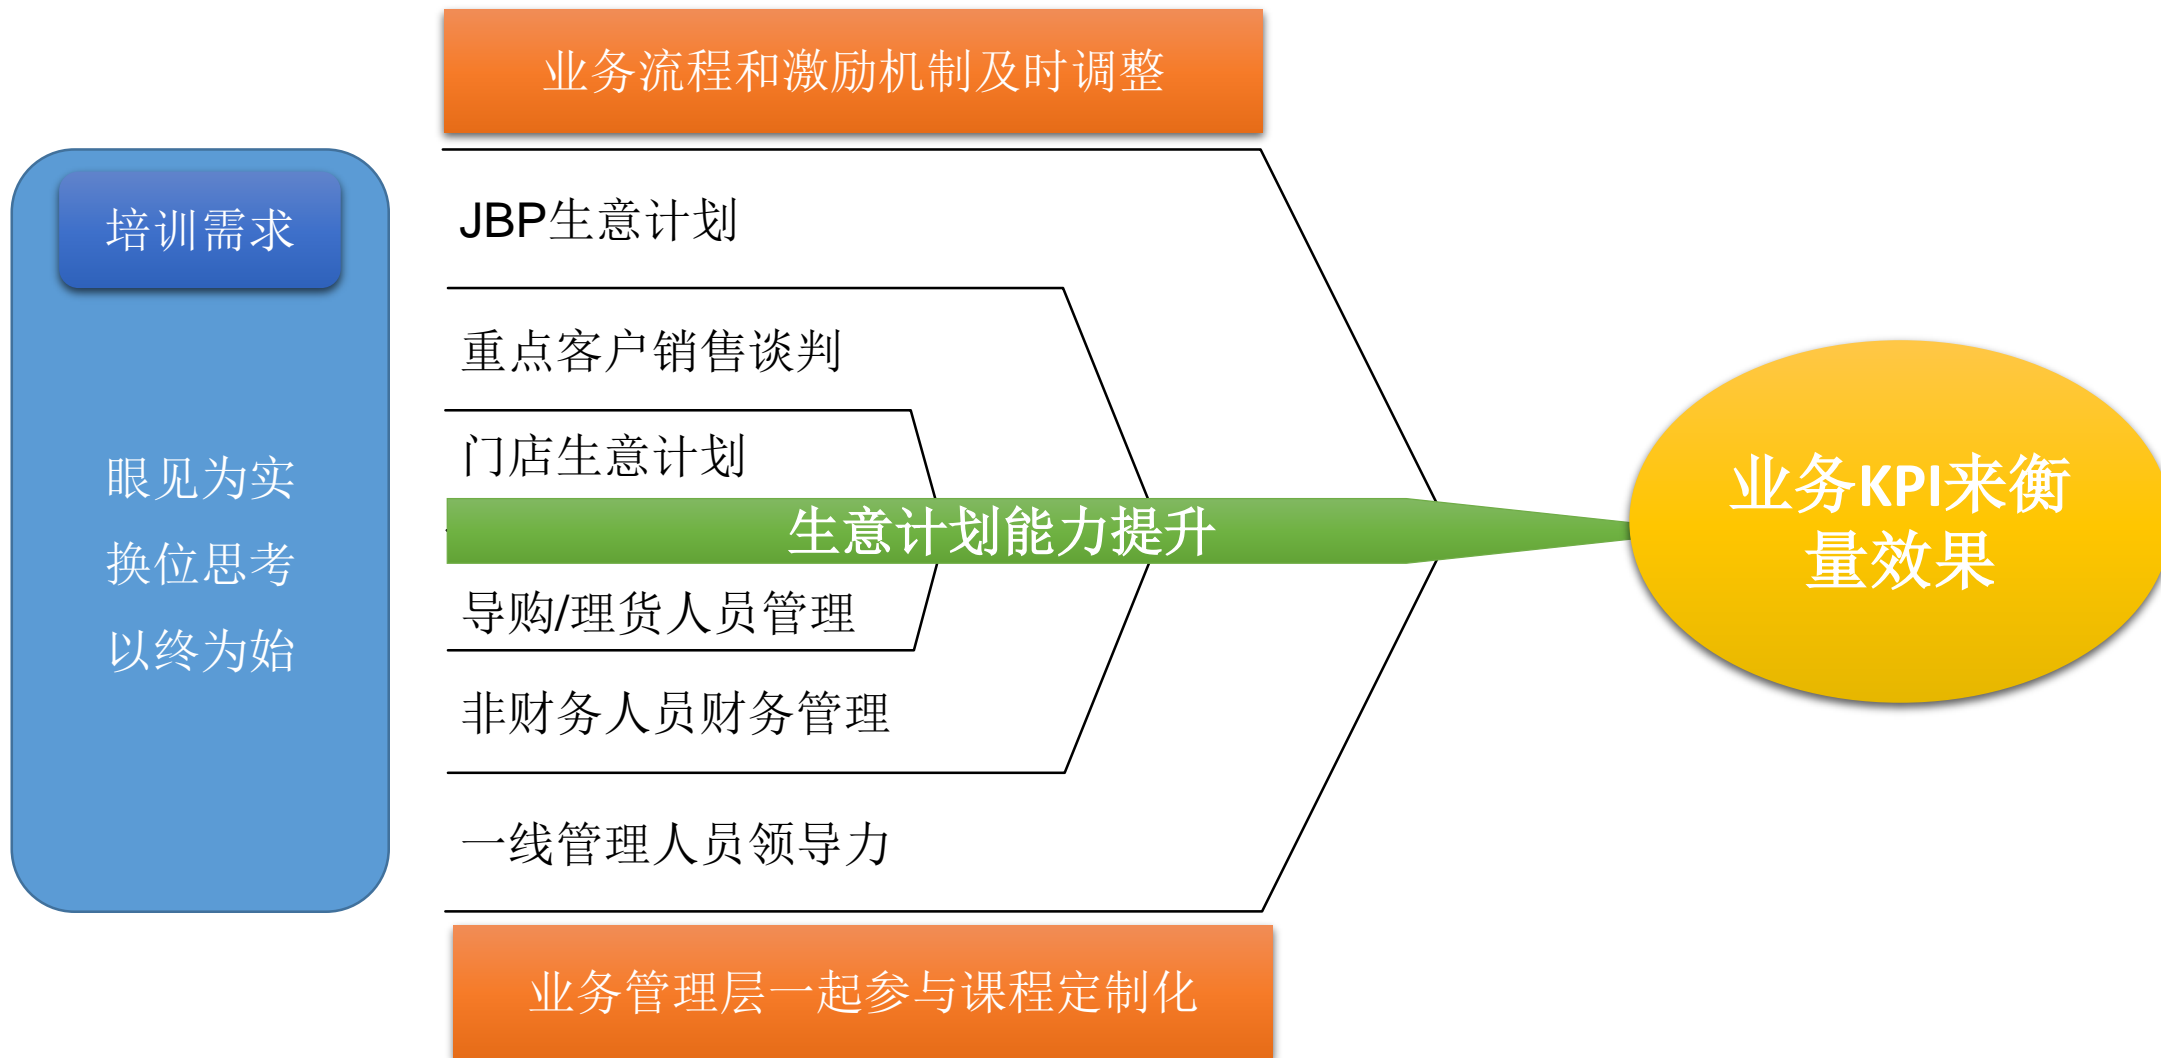 业务流程和激励机制及时调整
培训需求
眼见为实
换位思考
以终为始
JBP生意计划
重点客户销售谈判
门店生意计划
生意计划能力提升
导购/理货人员管理
非财务人员财务管理
一线管理人员领导力
业务KPI来衡
量效果
业务管理层一起参与课程定制化